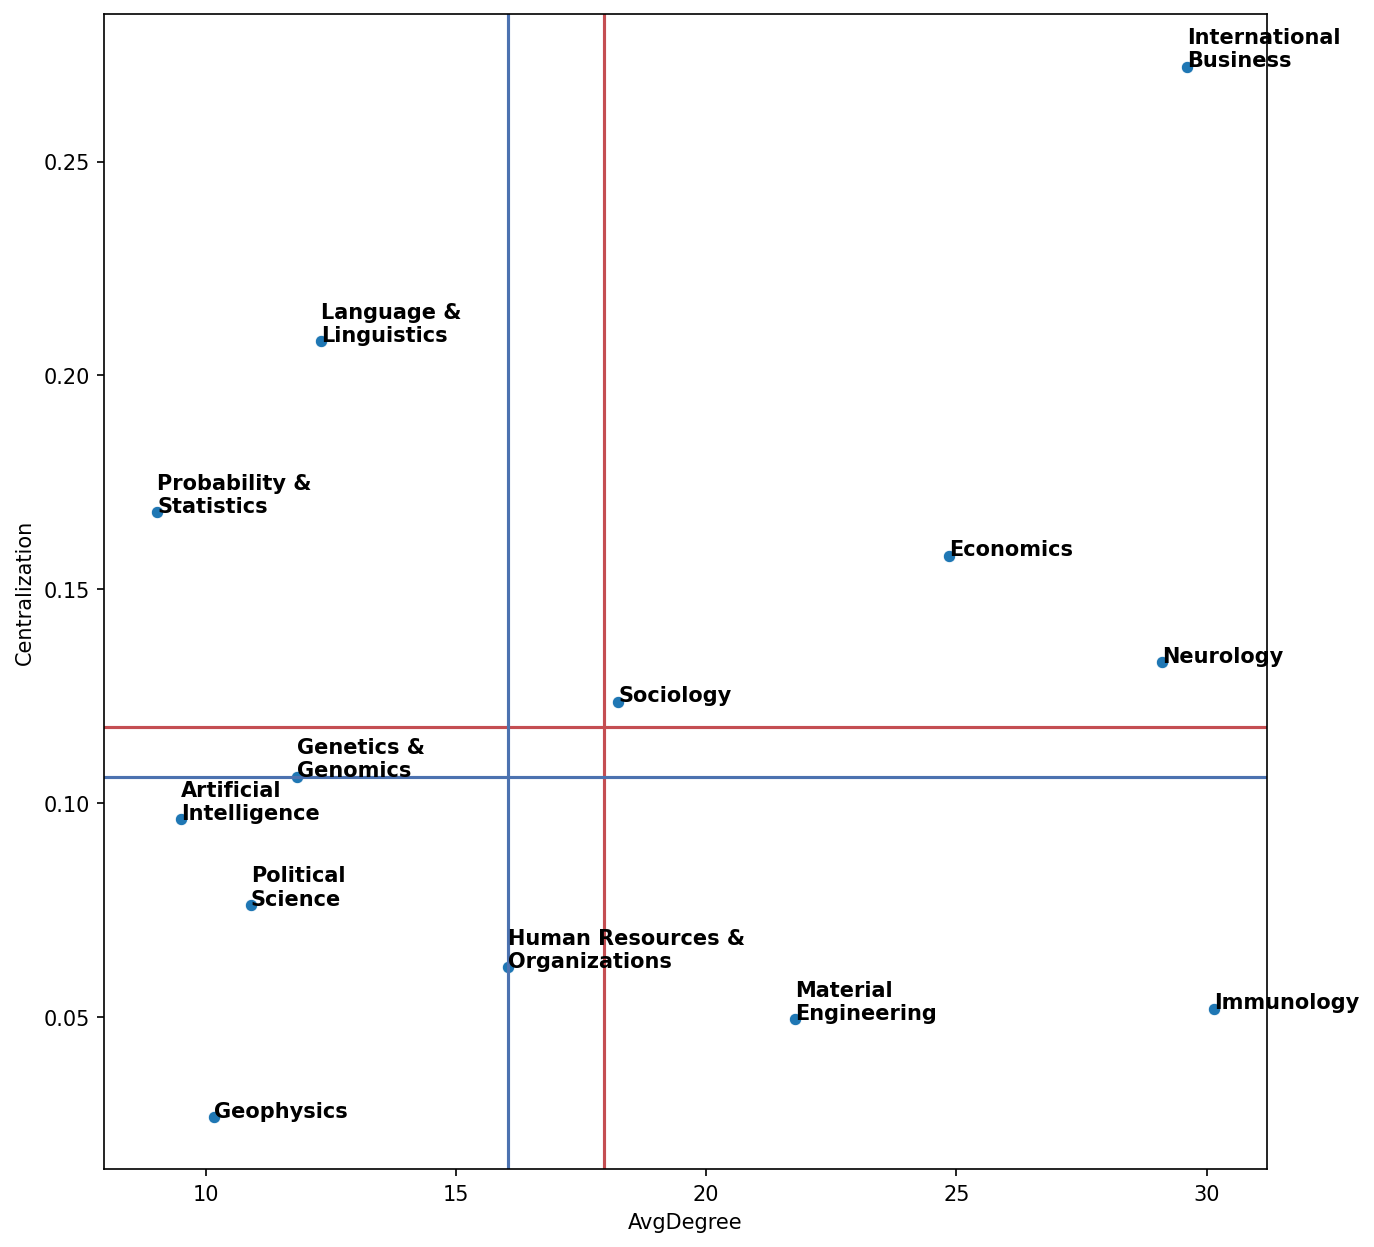 International
Business
0.25
Language &
Linguistics
0.20
Probability &
Statistics
Economics
0.15
Centralization
Neurology
Sociology
Genetics &
Genomics
Artificial
Intelligence
0.10
Political
Science
Human Resources &
Organizations
Material
Engineering
Immunology
0.05
Geophysics
10
15
20
25
30
AvgDegree